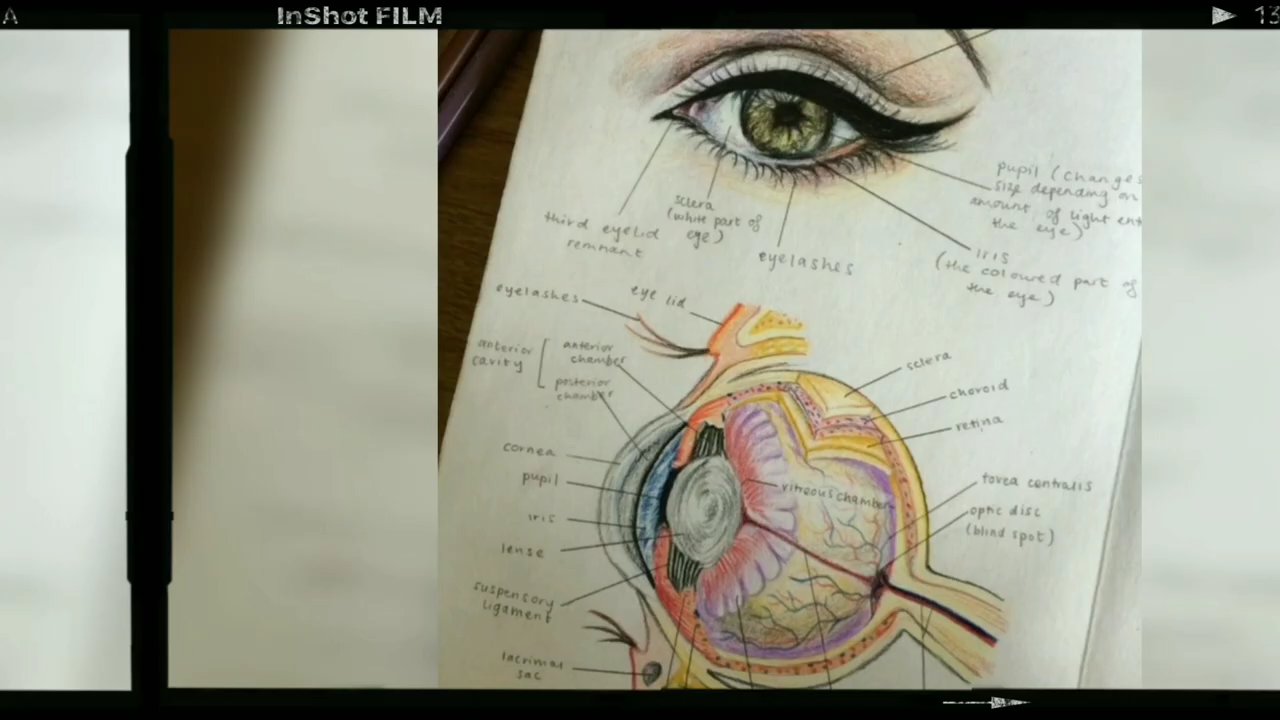 A
InShot FILM
13
pupil (changes
size depending on
amount of light ent
the eye)
sclera
(white part of
eye)
third eyelid
remnant
eyelashes
iris
(the coloured part of
the eye)
eyelashes
eye lid
anterior
cavity
anterior
chamber
posterior
chamber
sclera
choroid
retina
cornea
pupil
iris
lense
suspensory
ligament
lacrimal
sac
vitreous chamber
fovea centralis
optic disc
(blind spot)